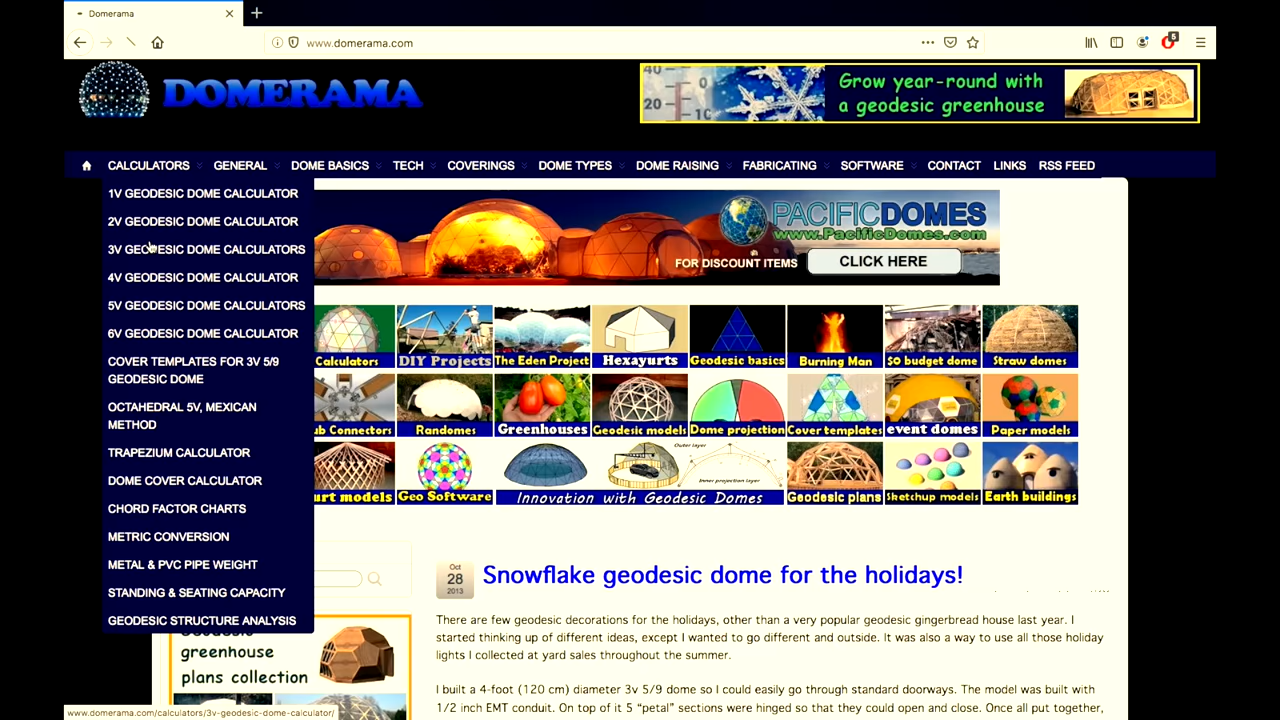 Domerama
www.domerama.com
6
DOMERAMA
40
0
20
10
Grow year-round with
a geodesic greenhouse
CALCULATORS GENERAL DOME BASICS TECH COVERINGS DOME TYPES DOME RAISING FABRICATING SOFTWARE CONTACT LINKS RSS FEED
1V GEODESIC DOME CALCULATOR
2V GEODESIC DOME CALCULATOR
3V GEODESIC DOME CALCULATORS
4V GEODESIC DOME CALCULATOR
5V GEODESIC DOME CALCULATORS
6V GEODESIC DOME CALCULATOR
COVER TEMPLATES FOR 3V 5/9
GEODESIC DOME
OCTAHEDRAL 5V, MEXICAN
METHOD
TRAPEZIUM CALCULATOR
DOME COVER CALCULATOR
CHORD FACTOR CHARTS
METRIC CONVERSION
METAL & PVC PIPE WEIGHT
STANDING & SEATING CAPACITY
GEODESIC STRUCTURE ANALYSIS
PACIFICDOMES
www.PacificDomes.com
FOR DISCOUNT ITEMS CLICK HERE
Calculators DIY Projects The Eden Project Hexayurts Geodesic basics Burning Man $0 budget dome Straw domes
ub Connectors Randomes Greenhouses Geodesic models Dome projection Cover templates event domes Paper models
Outer layer
Inner projection layer
urt models Geo Software Innovation with Geodesic Domes Geodesic plans Sketchup models Earth buildings
Oct
28
2013
Snowflake geodesic dome for the holidays!
There are few geodesic decorations for the holidays, other than a very popular geodesic gingerbread house last year. I
started thinking up of different ideas, except I wanted to go different and outside. It was also a way to use all those holiday
lights I collected at yard sales throughout the summer.
I built a 4-foot (120 cm) diameter 3v 5/9 dome so I could easily go through standard doorways. The model was built with
1/2 inch EMT conduit. On top of it 5 "petal" sections were hinged so that they could open and close. Once all put together,
greenhouse
plans collection
www.domerama.com/calculators/3v-geodesic-dome-calculator/